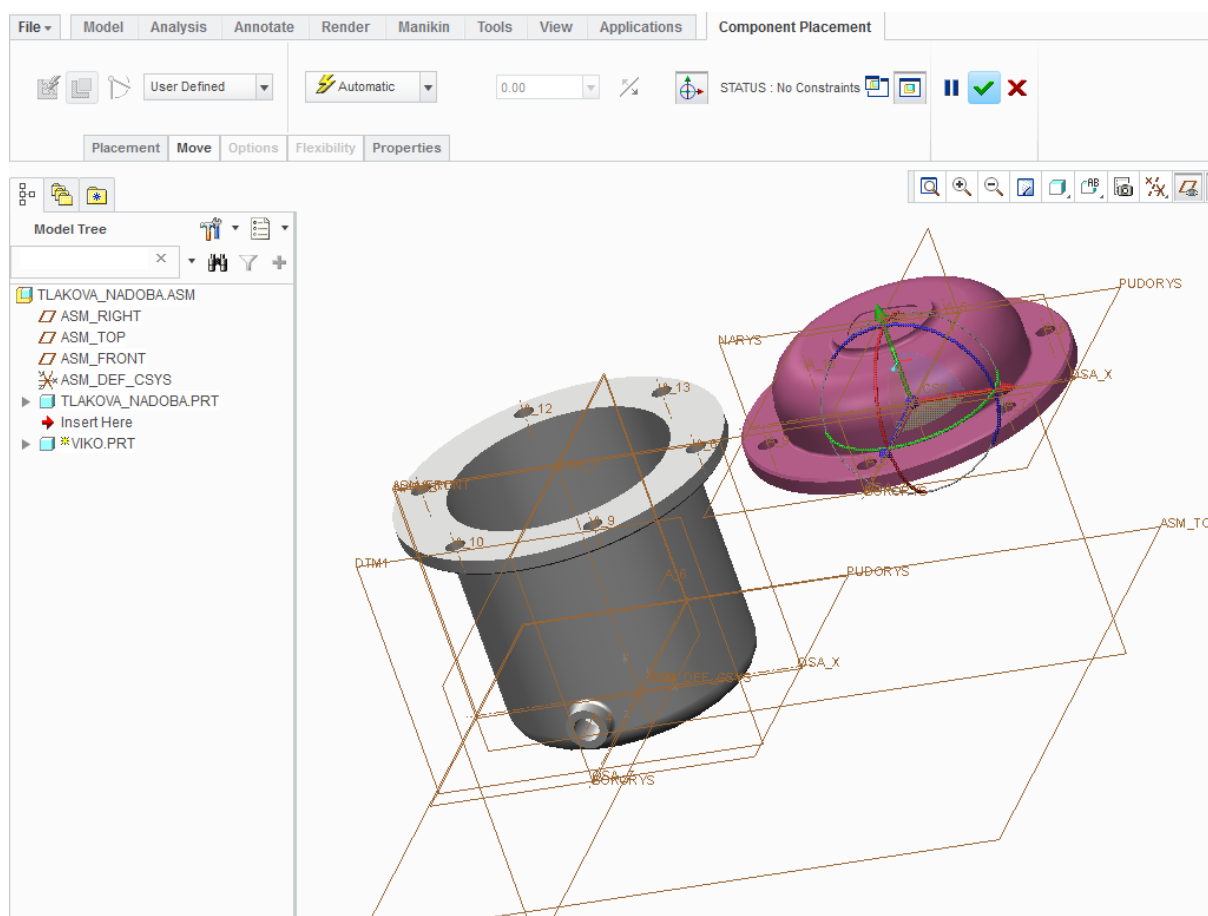 File Model Analysis Annotate Render Manikin Tools View Applications Component Placement
User Defined Automatic 0.00 STATUS : No Constraints
Placement Move Options Flexibility Properties
Model Tree
TLAKOVA_NADOBA.ASM
ASM_RIGHT
ASM_TOP
ASM_FRONT
ASM_DEF_CSYS
TLAKOVA_NADOBA.PRT
Insert Here
VIKO.PRT
PUDORYS
NARYS
OSA_X
A_13
A_12
A_9
A_10
ASM_TO
DTM1
A_6
PUDORYS
OSA_X
BOKORYS